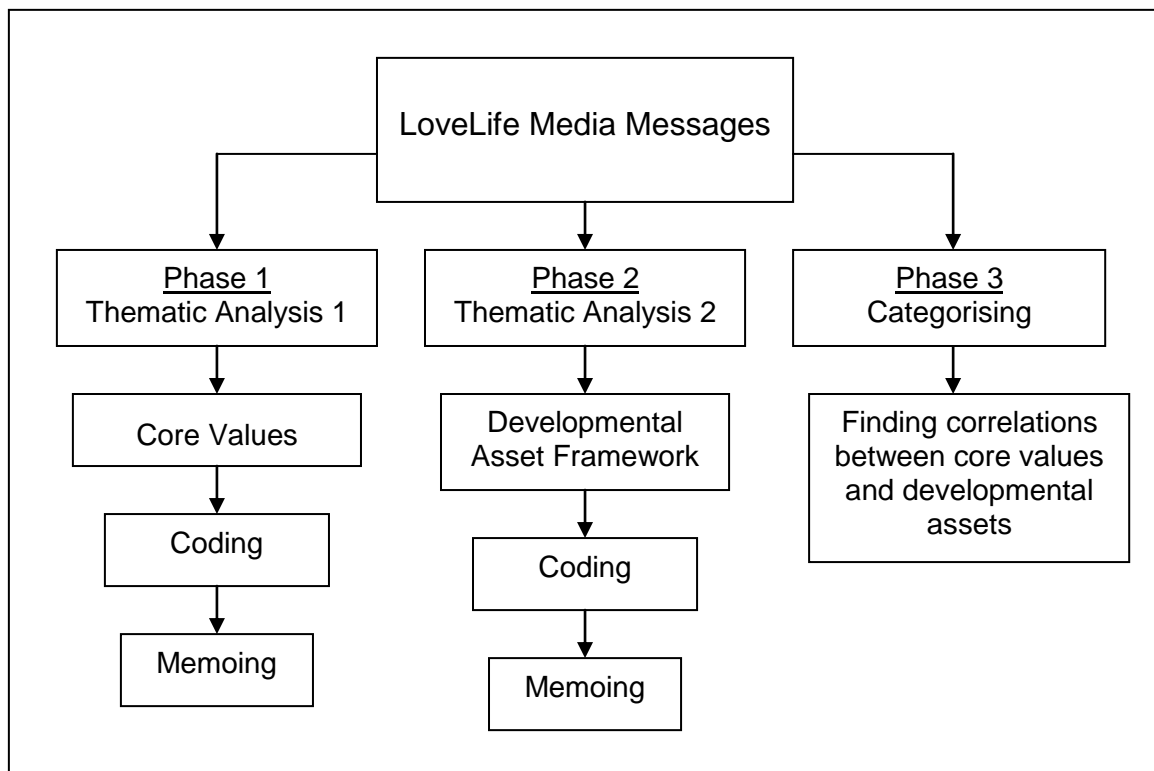 LoveLife Media Messages
Phase 1
Thematic Analysis 1
Core Values
Coding
Memoing
Phase 2
Thematic Analysis 2
Developmental
Asset Framework
Coding
Memoing
Phase 3
Categorising
Finding correlations
between core values
and developmental
assets